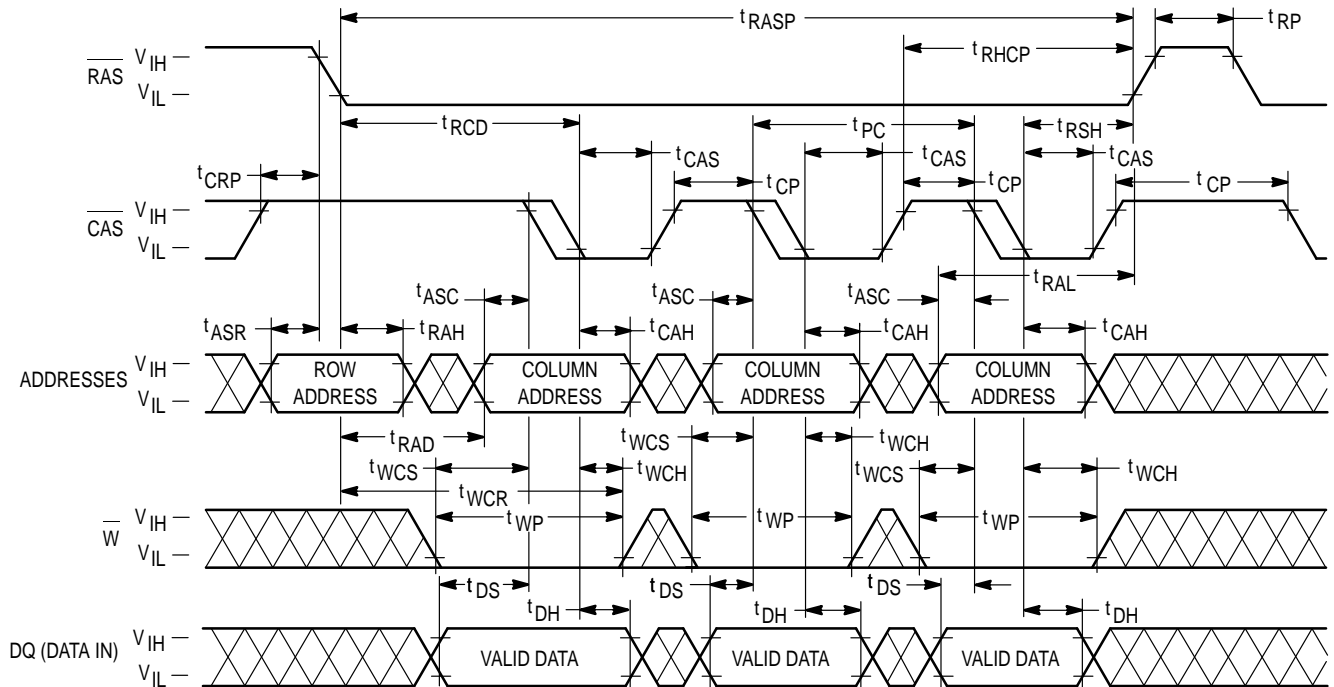 tRASP
tRP
tRHCP
RAS
VIH
VIL
tRCD
tPC
tRSH
tCRP
tCAS
tCP
tCAS
tCP
tCAS
tCP
CAS
VIH
VIL
tASR
tRAH
tASC
tCAH
tASC
tCAH
tASC
tRAL
tCAH
ADDRESSES
VIH
VIL
ROW ADDRESS
COLUMN ADDRESS
COLUMN ADDRESS
COLUMN ADDRESS
tRAD
tWCS
tWCH
tWCS
tWCH
tWCS
tWCH
tWCR
tWP
tWP
tWP
W
VIH
VIL
tDS
tDH
tDS
tDH
tDS
tDH
DQ (DATA IN)
VIH
VIL
VALID DATA
VALID DATA
VALID DATA